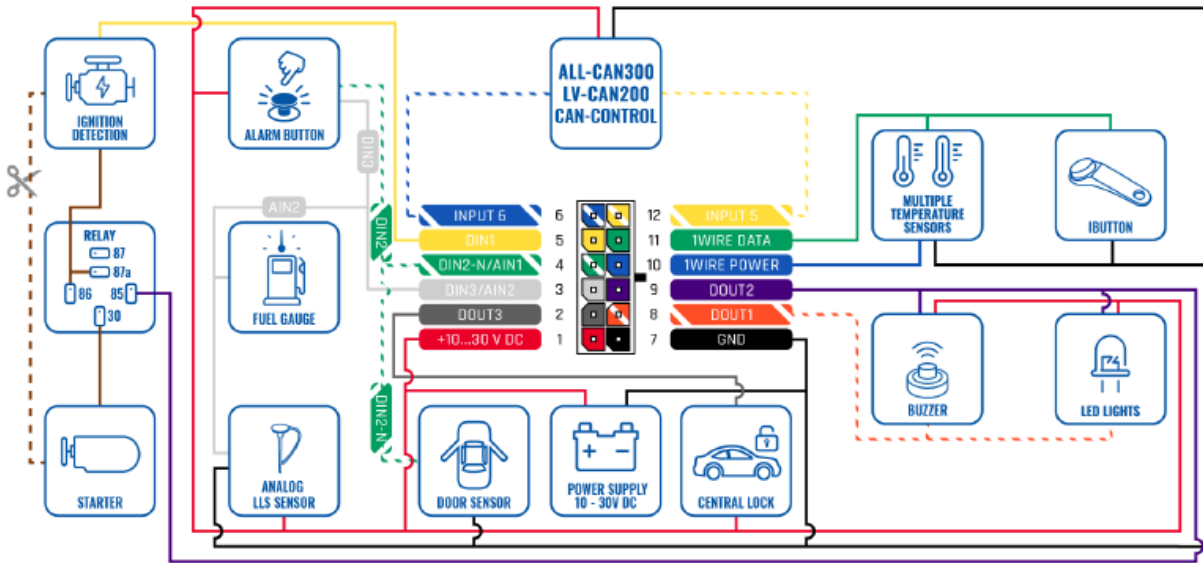 ALL-CAN300
LV-CAN200
CAN-CONTROL
IGNITION
DETECTION
ALARM BUTTON
DIN3
MULTIPLE
TEMPERATURE
SENSORS
IBUTTON
AIN2
DIN2
RELAY
87
87a
86
85
30
FUEL GAUGE
INPUT 6
6
12
INPUT 5
DIN1
5
11
1WIRE DATA
DIN2-N/AIN1
4
10
1WIRE POWER
DIN3/AIN2
3
9
DOUT2
DOUT3
2
8
DOUT1
+10...30 V DC
1
7
GND
BUZZER
LED LIGHTS
DIN2-N
STARTER
ANALOG
LLS SENSOR
DOOR SENSOR
POWER SUPPLY
10 - 30V DC
CENTRAL LOCK